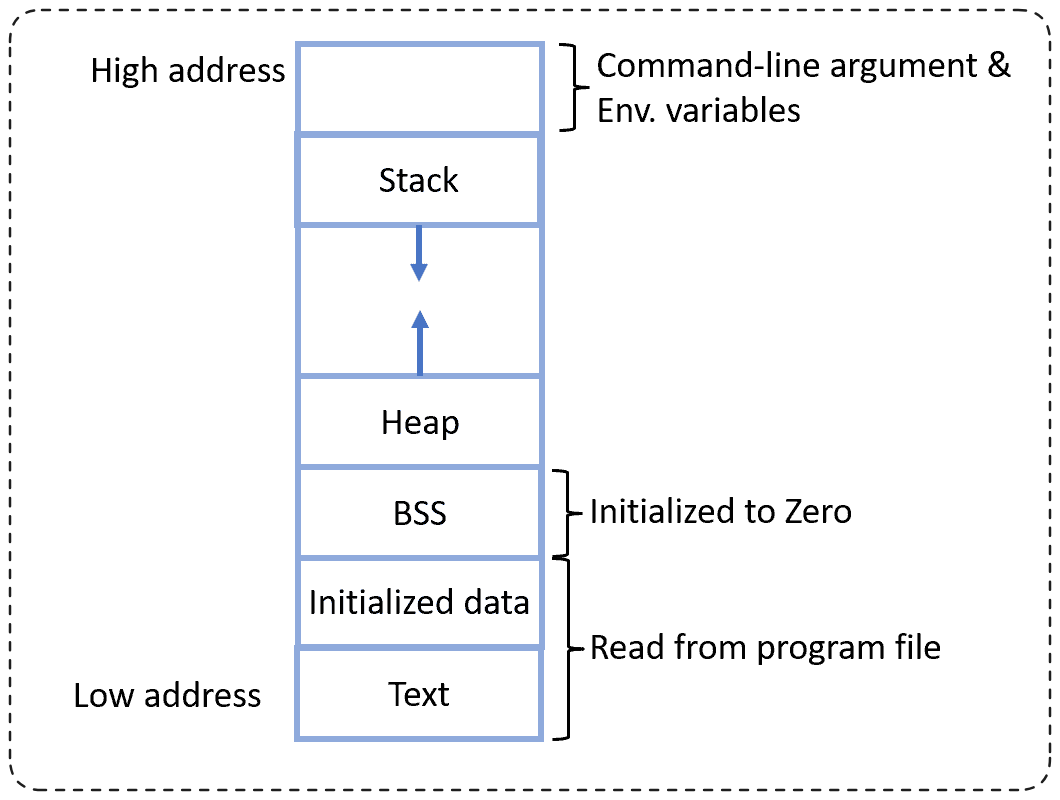 High address
Command-line argument &
Env. variables
Stack
Heap
BSS
Initialized to Zero
Initialized data
Read from program file
Low address
Text